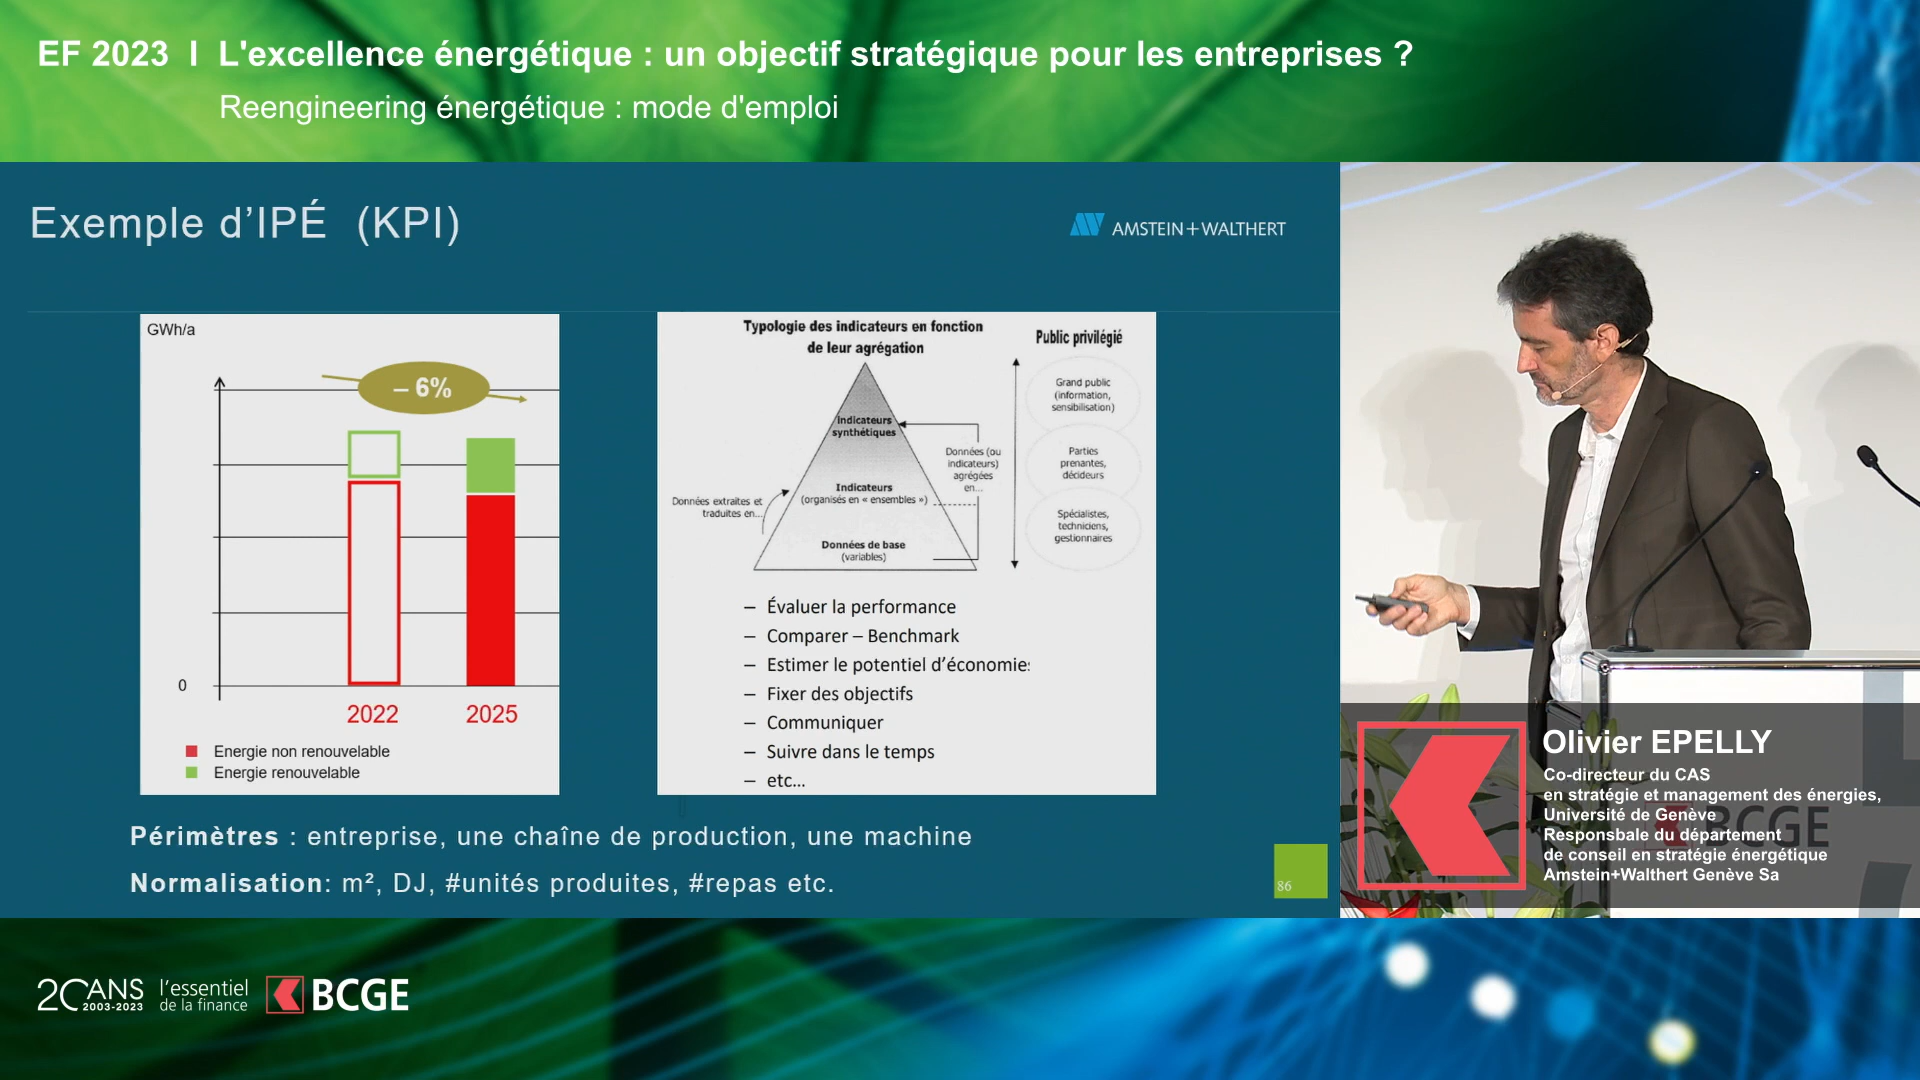 EF 2023 I L'excellence énergétique : un objectif stratégique pour les entreprises ?
Reengineering énergétique : mode d'emploi
Exemple d'IPÉ (KPI)
AMSTEIN+WALTHERT
GWh/a
– 6%
0
2022
2025
Energie non renouvelable
Energie renouvelable
Typologie des indicateurs en fonction
de leur agrégation
Public privilégié
Indicateurs
synthétiques
Indicateurs
(organisés en « ensembles »)
Données de base
(variables)
Données extraites et
traduites en...
Données (ou
indicateurs)
agrégées
en...
Grand public
(information,
sensibilisation)
Parties
prenantes,
décideurs
Spécialistes,
techniciens,
gestionnaires
– Évaluer la performance
– Comparer – Benchmark
– Estimer le potentiel d'économie
– Fixer des objectifs
– Communiquer
– Suivre dans le temps
– etc...
Périmètres : entreprise, une chaîne de production, une machine
Normalisation: m², DJ, #unités produites, #repas etc.
86
Olivier EPELLY
Co-directeur du CAS
en stratégie et management des énergies,
Université de Genève
Responsbale du département
de conseil en stratégie énergétique
Amstein+Walthert Genève Sa
BCGE
20 ANS
2003-2023
l'essentiel
de la finance
BCGE